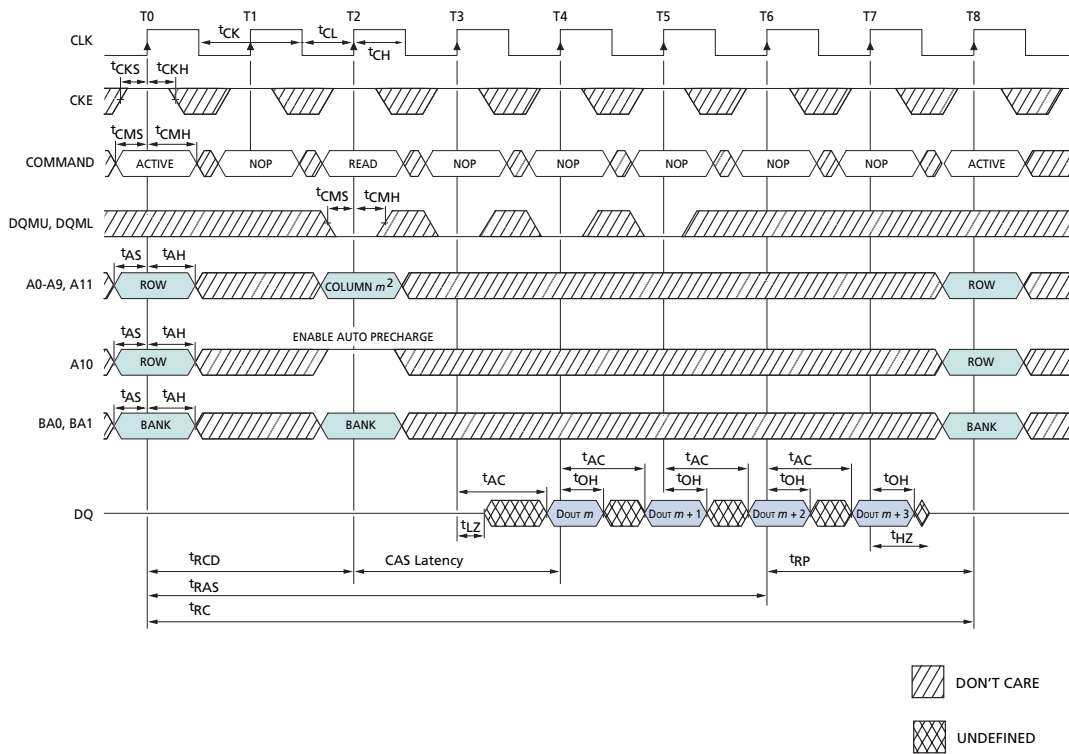 T0 T1 T2 T3 T4 T5 T6 T7 T8
CLK
tCK tCL
tCH
tCKS tCKH
CKE
tCMS tCMH
COMMAND ACTIVE NOP READ NOP NOP NOP NOP NOP ACTIVE
tCMS tCMH
DQMU, DQML
tAS tAH
A0-A9, A11 ROW COLUMN m2 ROW
ENABLE AUTO PRECHARGE
tAS tAH
A10 ROW ROW
tAS tAH
BA0, BA1 BANK BANK BANK
tAC tAC tAC tAC
tOH tOH tOH tOH
DQ DOUT m DOUT m + 1 DOUT m + 2 DOUT m + 3
tLZ tHZ
tRCD CAS Latency tRP
tRAS
tRC
DON'T CARE
UNDEFINED